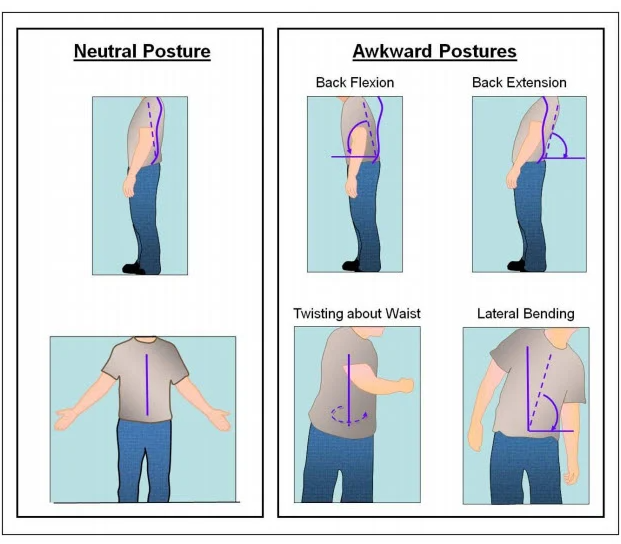 Neutral Posture
Awkward Postures
Back Flexion
Back Extension
Twisting about Waist
Lateral Bending